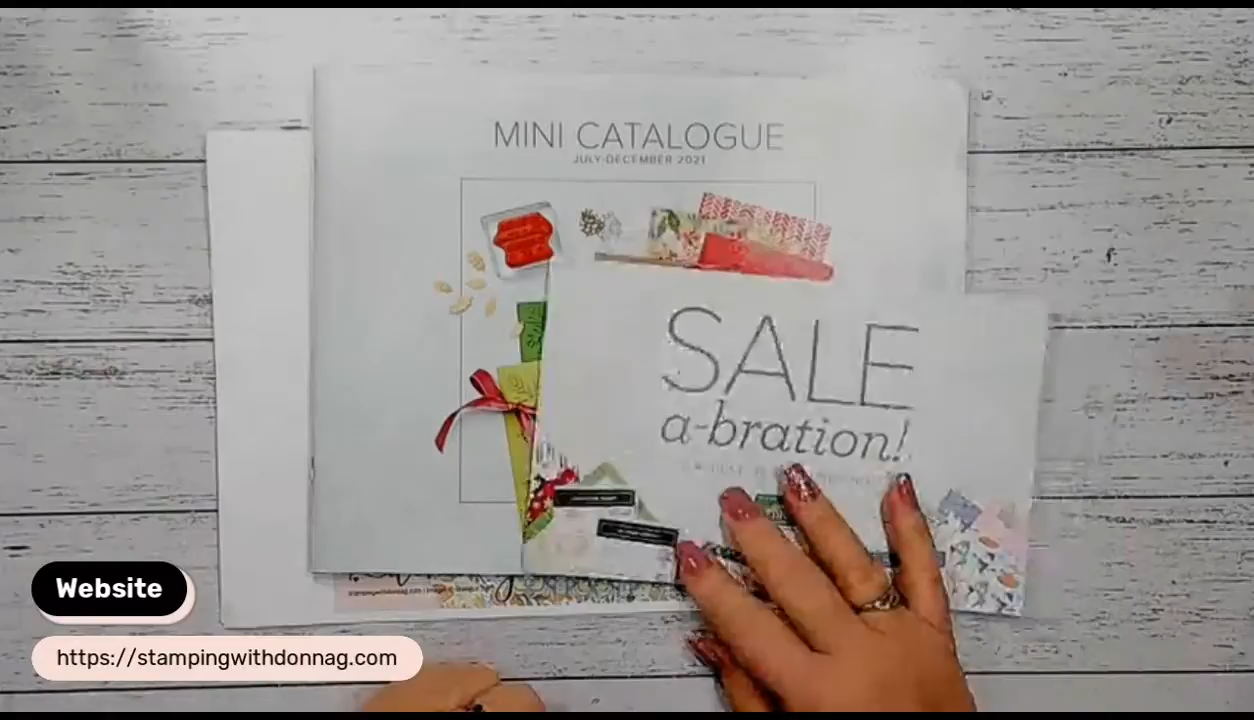 MINI CATALOGUE
JULY-DECEMBER 2021
SALE
a-bration!
Website
https://stampingwithdonnag.com